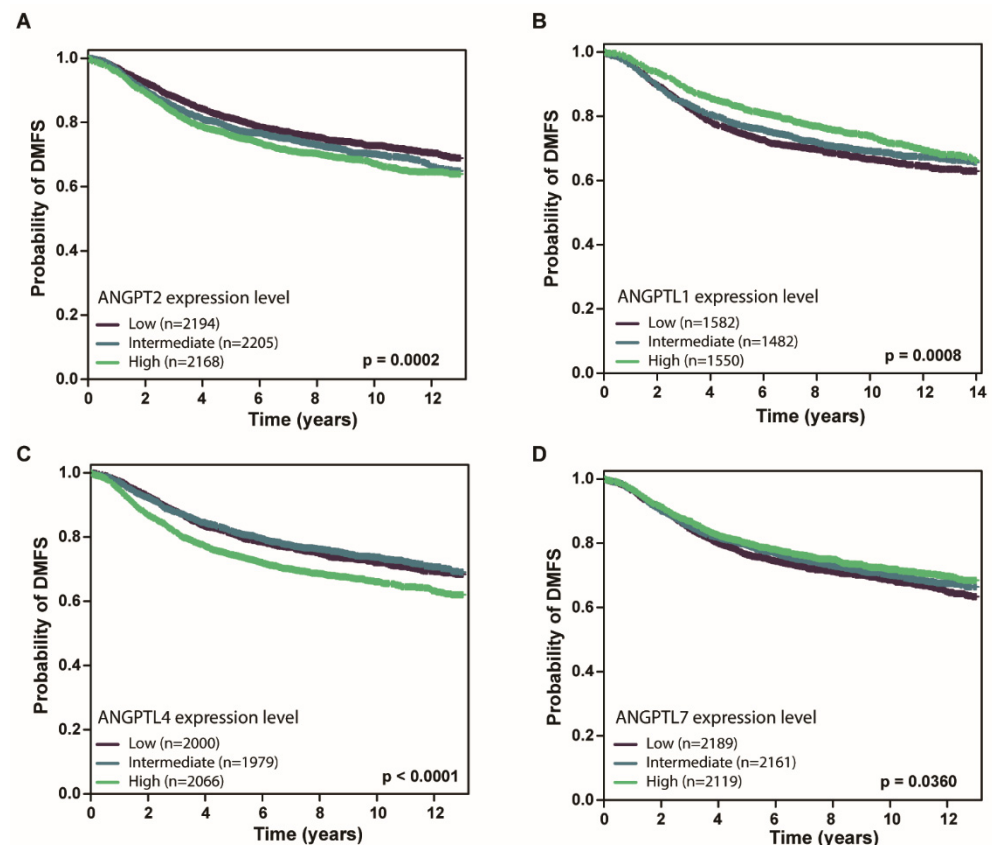 A
Probability of DMFS
1.0
0.8
0.6
0.4
0.2
0.0
ANGPT2 expression level
Low (n=2194)
Intermediate (n=2205)
High (n=2168)
p = 0.0002
0 2 4 6 8 10 12
Time (years)
B
Probability of DMFS
1.0
0.8
0.6
0.4
0.2
0.0
ANGPTL1 expression level
Low (n=1582)
Intermediate (n=1482)
High (n=1550)
p = 0.0008
0 2 4 6 8 10 12 14
Time (years)
C
Probability of DMFS
1.0
0.8
0.6
0.4
0.2
0.0
ANGPTL4 expression level
Low (n=2000)
Intermediate (n=1979)
High (n=2066)
p < 0.0001
0 2 4 6 8 10 12
Time (years)
D
Probability of DMFS
1.0
0.8
0.6
0.4
0.2
0.0
ANGPTL7 expression level
Low (n=2189)
Intermediate (n=2161)
High (n=2119)
p = 0.0360
0 2 4 6 8 10 12
Time (years)